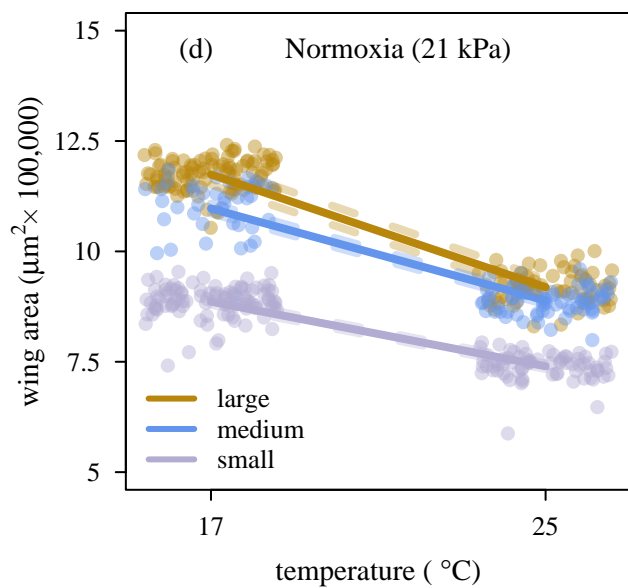 (d) Normoxia (21 kPa)
15
12.5
10
7.5
5
wing area (μm²× 100,000)
large
medium
small
17 25
temperature ( °C)